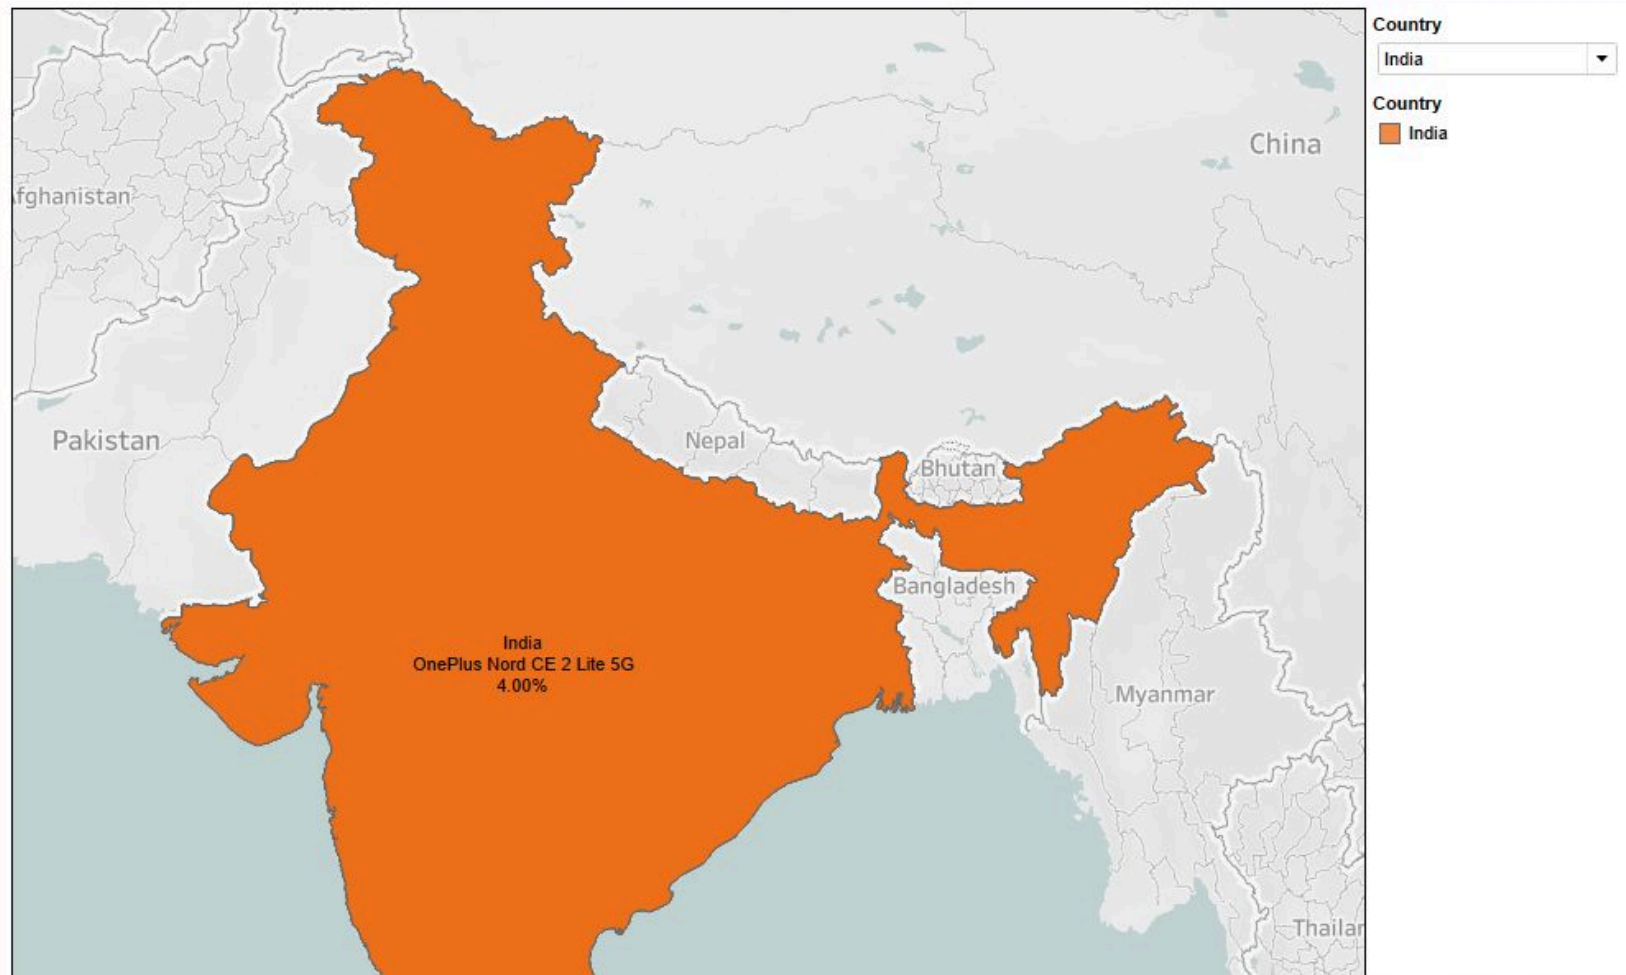 Country
India
Country
India
China
fghanistan
Pakistan
Nepal
Bhutan
Bangladesh
India
OnePlus Nord CE 2 Lite 5G
4.00%
Myanmar
Thailar